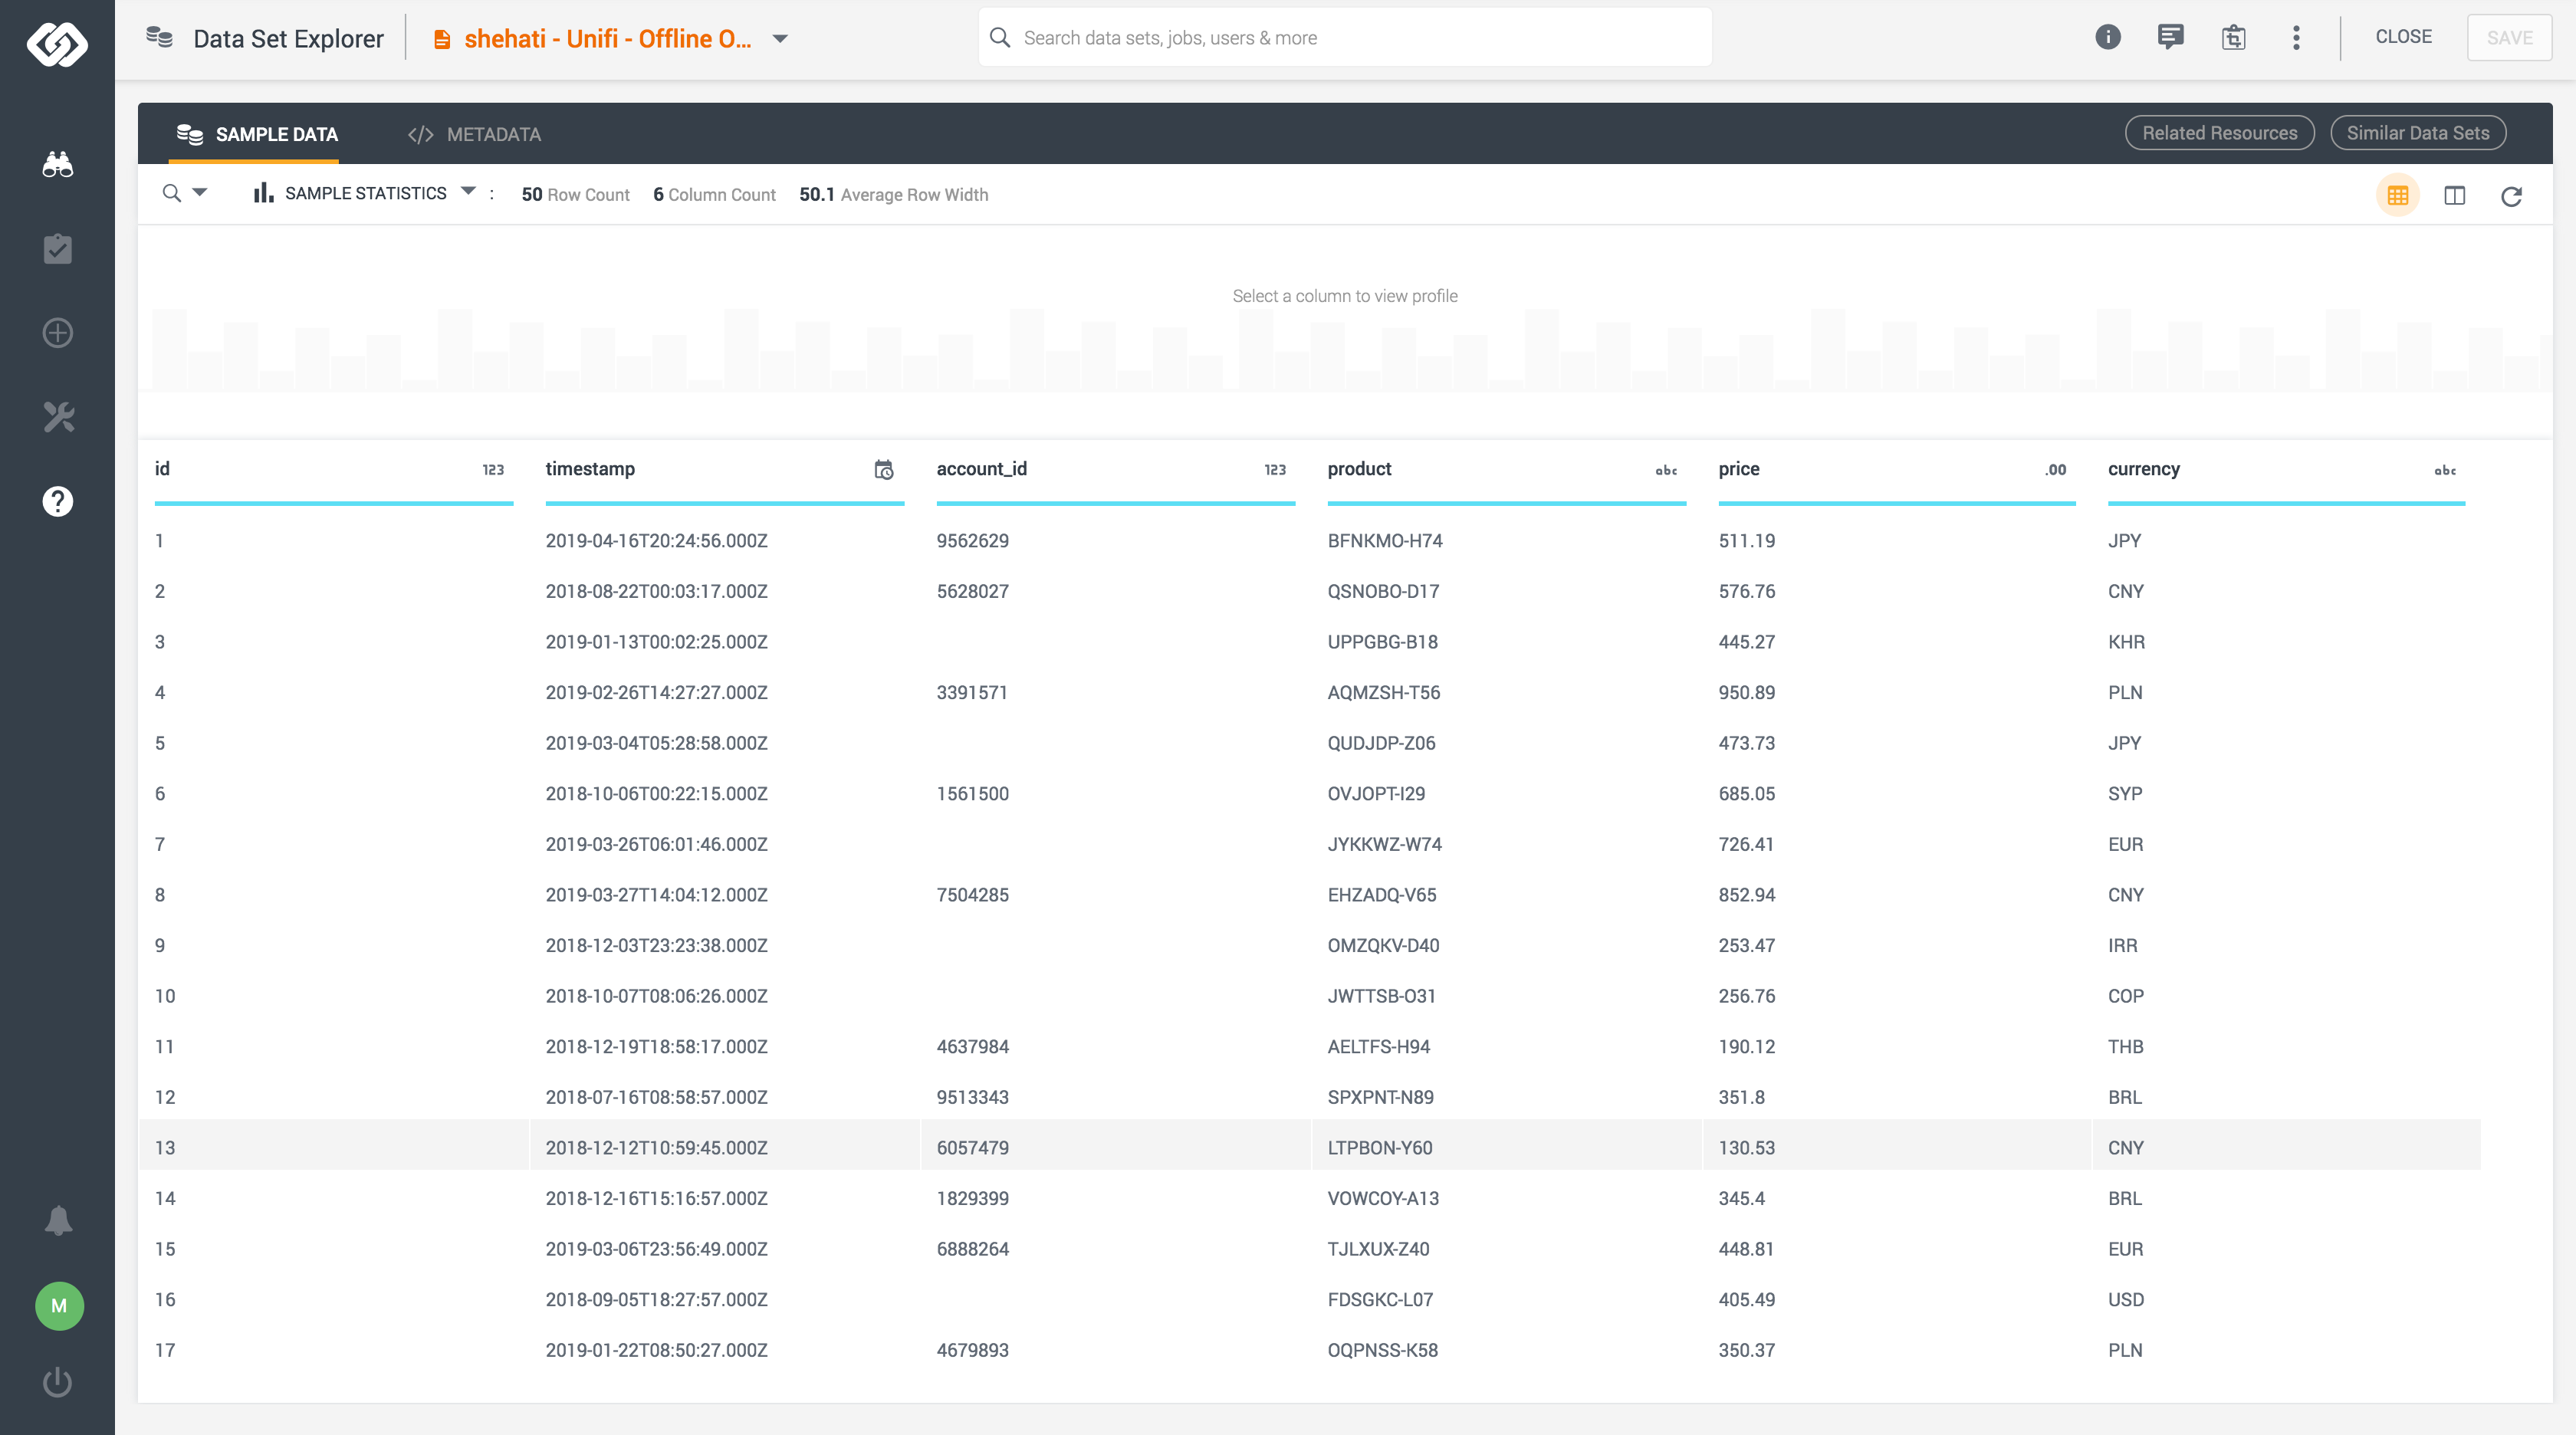 Data Set Explorer shehati - Unifi - Offline O... Search data sets, jobs, users & more CLOSE SAVE
SAMPLE DATA </> METADATA Related Resources Similar Data Sets
SAMPLE STATISTICS : 50 Row Count 6 Column Count 50.1 Average Row Width
Select a column to view profile
id 123 timestamp account_id 123 product abc price .00 currency abc
1 2019-04-16T20:24:56.000Z 9562629 BFNKMO-H74 511.19 JPY
2 2018-08-22T00:03:17.000Z 5628027 QSNOBO-D17 576.76 CNY
3 2019-01-13T00:02:25.000Z UPPGBG-B18 445.27 KHR
4 2019-02-26T14:27:27.000Z 3391571 AQMZSH-T56 950.89 PLN
5 2019-03-04T05:28:58.000Z QUDJDP-Z06 473.73 JPY
6 2018-10-06T00:22:15.000Z 1561500 OVJOPT-I29 685.05 SYP
7 2019-03-26T06:01:46.000Z JYKKWZ-W74 726.41 EUR
8 2019-03-27T14:04:12.000Z 7504285 EHZADQ-V65 852.94 CNY
9 2018-12-03T23:23:38.000Z OMZQKV-D40 253.47 IRR
10 2018-10-07T08:06:26.000Z JWTTSB-O31 256.76 COP
11 2018-12-19T18:58:17.000Z 4637984 AELTFS-H94 190.12 THB
12 2018-07-16T08:58:57.000Z 9513343 SPXPNT-N89 351.8 BRL
13 2018-12-12T10:59:45.000Z 6057479 LTPBON-Y60 130.53 CNY
14 2018-12-16T15:16:57.000Z 1829399 VOWCOY-A13 345.4 BRL
15 2019-03-06T23:56:49.000Z 6888264 TJLXUX-Z40 448.81 EUR
16 2018-09-05T18:27:57.000Z FDSGKC-L07 405.49 USD
17 2019-01-22T08:50:27.000Z 4679893 OQPNSS-K58 350.37 PLN
M